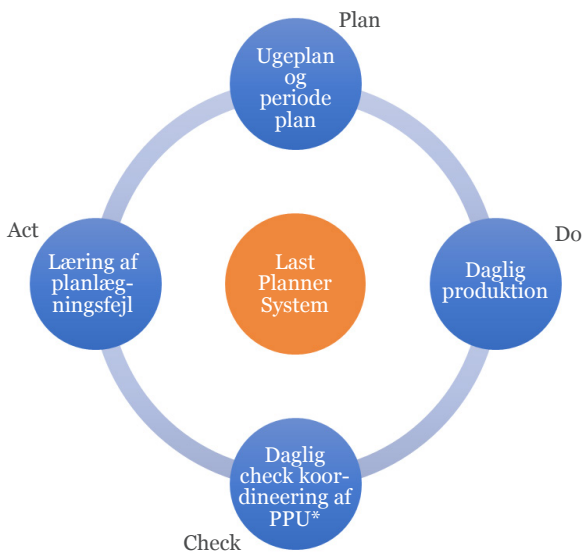 Plan
Ugeplan
og
periode
plan
Act
Do
Læring af
planlæg-
ningsfejl
Last
Planner
System
Daglig
produktion
Daglig
check koor-
dineering af
PPU*
Check